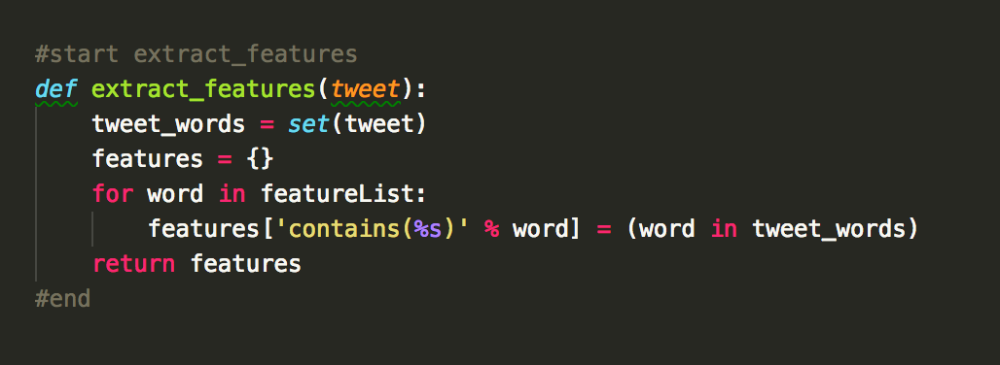 #start extract_features
def extract_features(tweet):
    tweet_words = set(tweet)
    features = {}
    for word in featureList:
        features['contains(%s)' % word] = (word in tweet_words)
    return features
#end